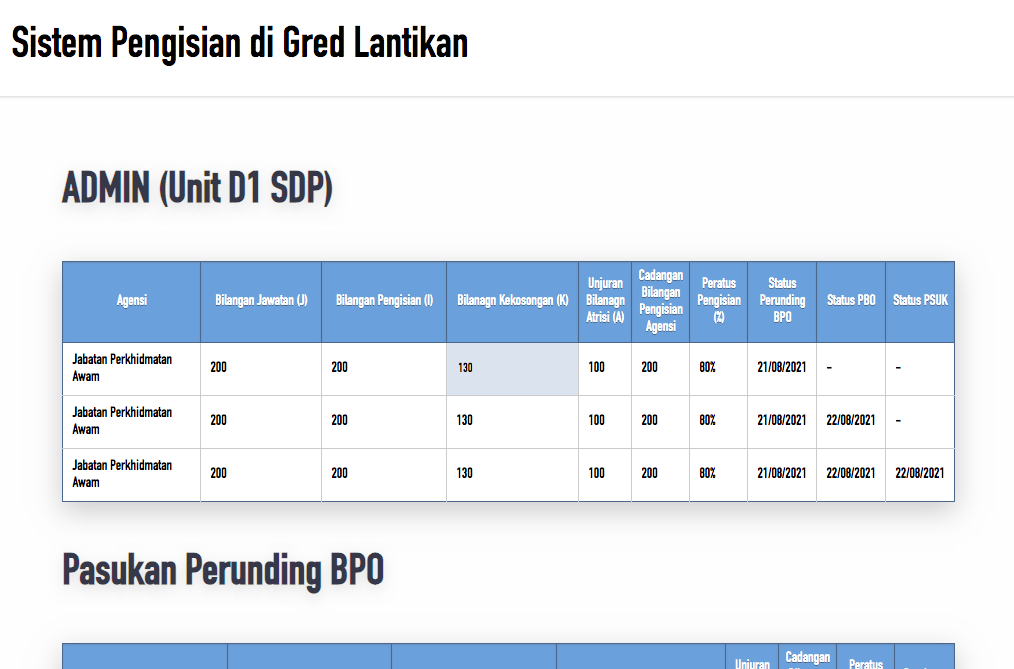 Sistem Pengisian di Gred Lantikan
ADMIN (Unit D1 SDP)
Agensi Bilangan Jawatan (J) Bilangan Pengisian (I) Bilanagn Kekosongan (K) Unjuran Bilanagn Atrisi (A) Cadangan Bilangan Pengisian Agensi Peratus Pengisian (%) Status Perunding BPO Status PBO Status PSUK
Jabatan Perkhidmatan Awam 200 200 130 100 200 80% 21/08/2021 - -
Jabatan Perkhidmatan Awam 200 200 130 100 200 80% 21/08/2021 22/08/2021 -
Jabatan Perkhidmatan Awam 200 200 130 100 200 80% 21/08/2021 22/08/2021 22/08/2021
Pasukan Perunding BPO
Unjuran Cadangan Peratus